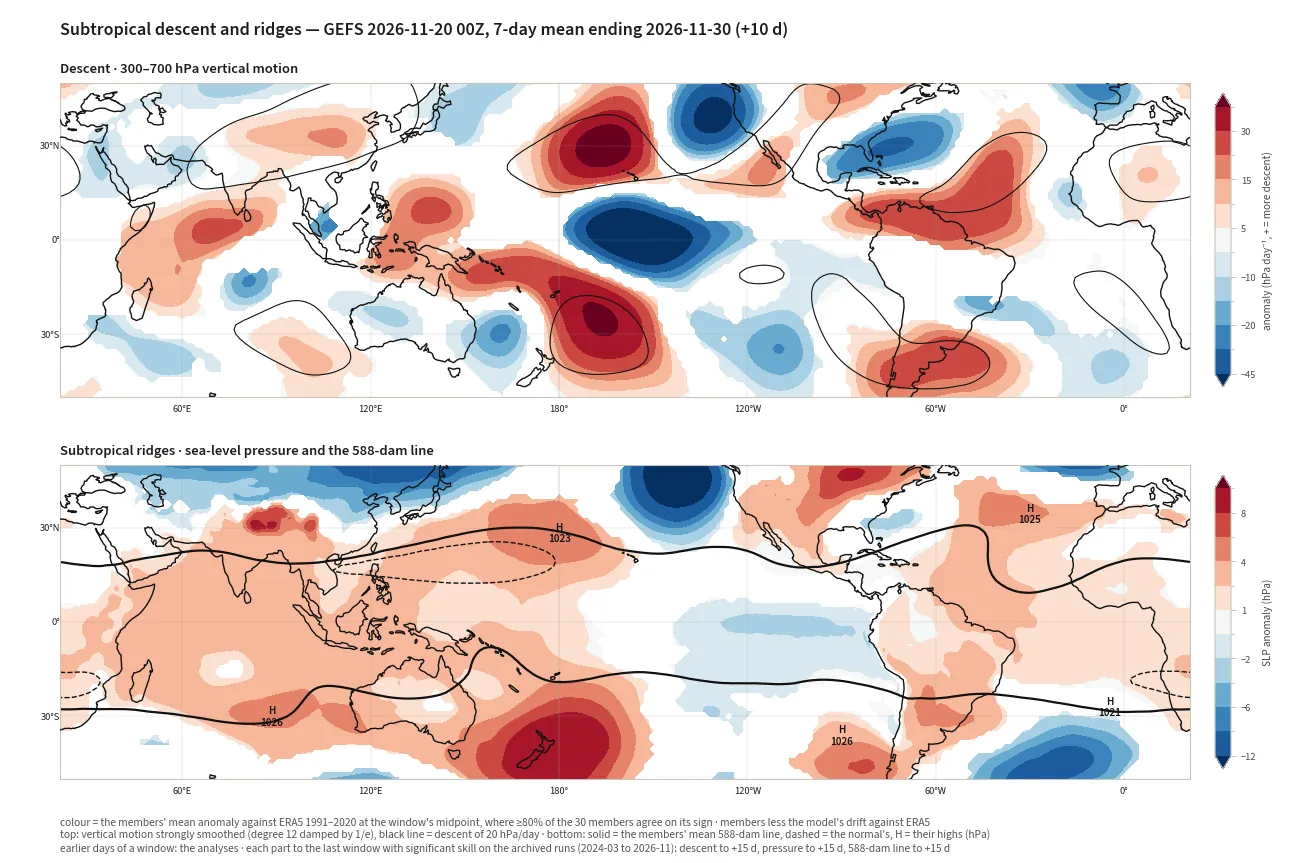 Subtropical descent and ridges — GEFS 2026-11-20 00Z, 7-day mean ending 2026-11-30 (+10 d)
Descent · 300–700 hPa vertical motion
30°N
0°
30°S
60°E
120°E
180°
120°W
60°W
0°
30
15
5
−10
−20
−45
anomaly (hPa day⁻¹, + = more descent)
Subtropical ridges · sea-level pressure and the 588-dam line
30°N
0°
30°S
H
1023
H
1025
H
1026
H
1026
H
1021
60°E
120°E
180°
120°W
60°W
0°
8
4
1
−2
−6
−12
SLP anomaly (hPa)
colour = the members' mean anomaly against ERA5 1991–2020 at the window's midpoint, where ≥80% of the 30 members agree on its sign · members less the model's drift against ERA5
top: vertical motion strongly smoothed (degree 12 damped by 1/e), black line = descent of 20 hPa/day · bottom: solid = the members' mean 588-dam line, dashed = the normal's, H = their highs (hPa)
earlier days of a window: the analyses · each part to the last window with significant skill on the archived runs (2024-03 to 2026-11): descent to +15 d, pressure to +15 d, 588-dam line to +15 d